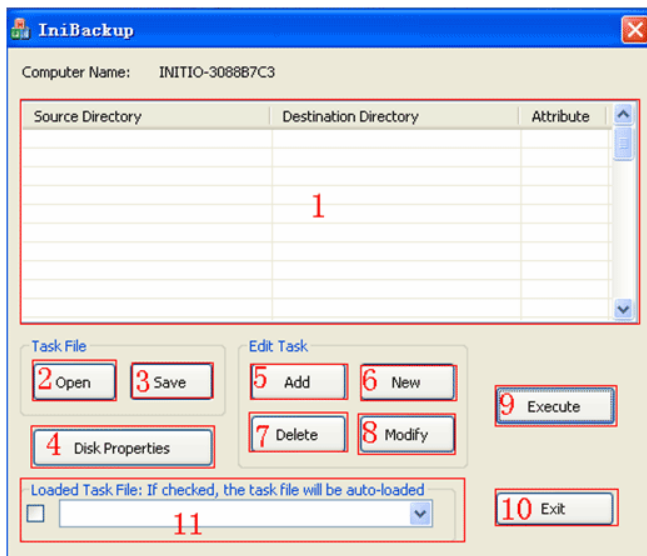 IniBackup
Computer Name: INITIO-3088B7C3
Source Directory Destination Directory Attribute
1
Task File Edit Task
2 Open 3 Save 5 Add 6 New
9 Execute
4 Disk Properties 7 Delete 8 Modify
Loaded Task File: If checked, the task file will be auto-loaded
11
10 Exit